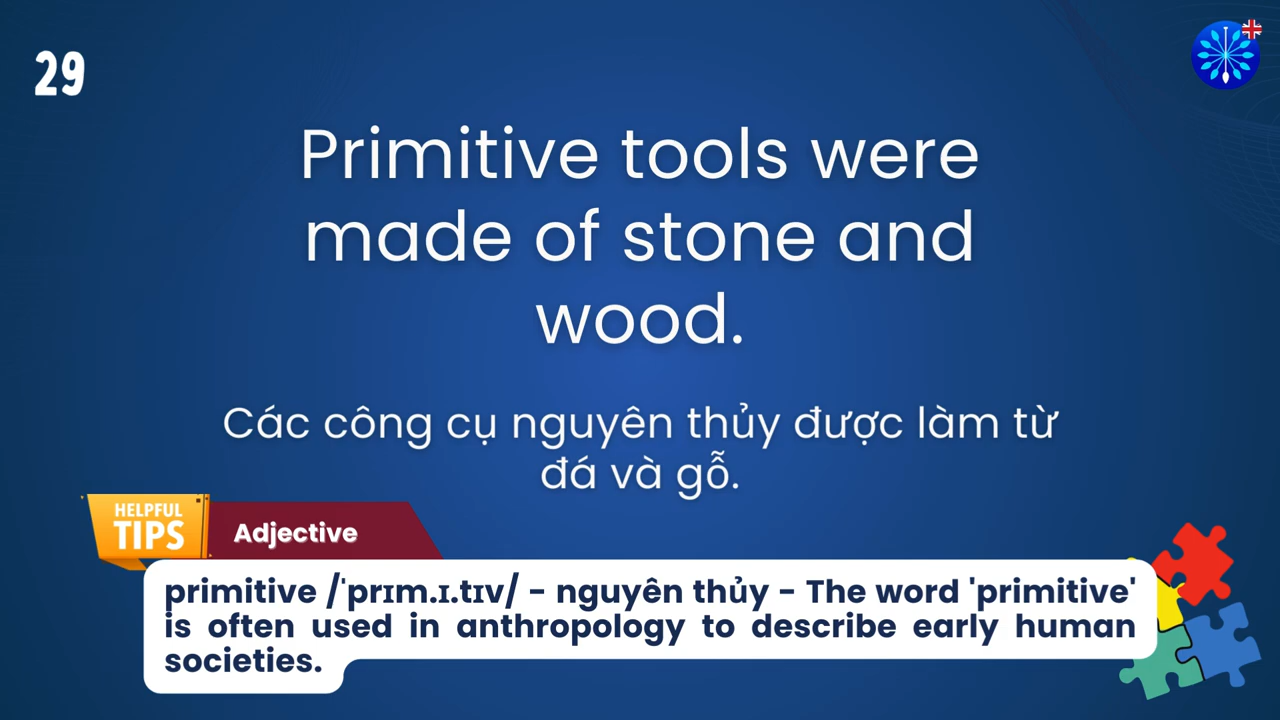 29
Primitive tools were
made of stone and
wood.
Các công cụ nguyên thủy được làm từ
đá và gỗ.
HELPFUL
TIPS
Adjective
primitive /ˈprɪm.ɪ.tɪv/ - nguyên thủy - The word 'primitive'
is often used in anthropology to describe early human
societies.